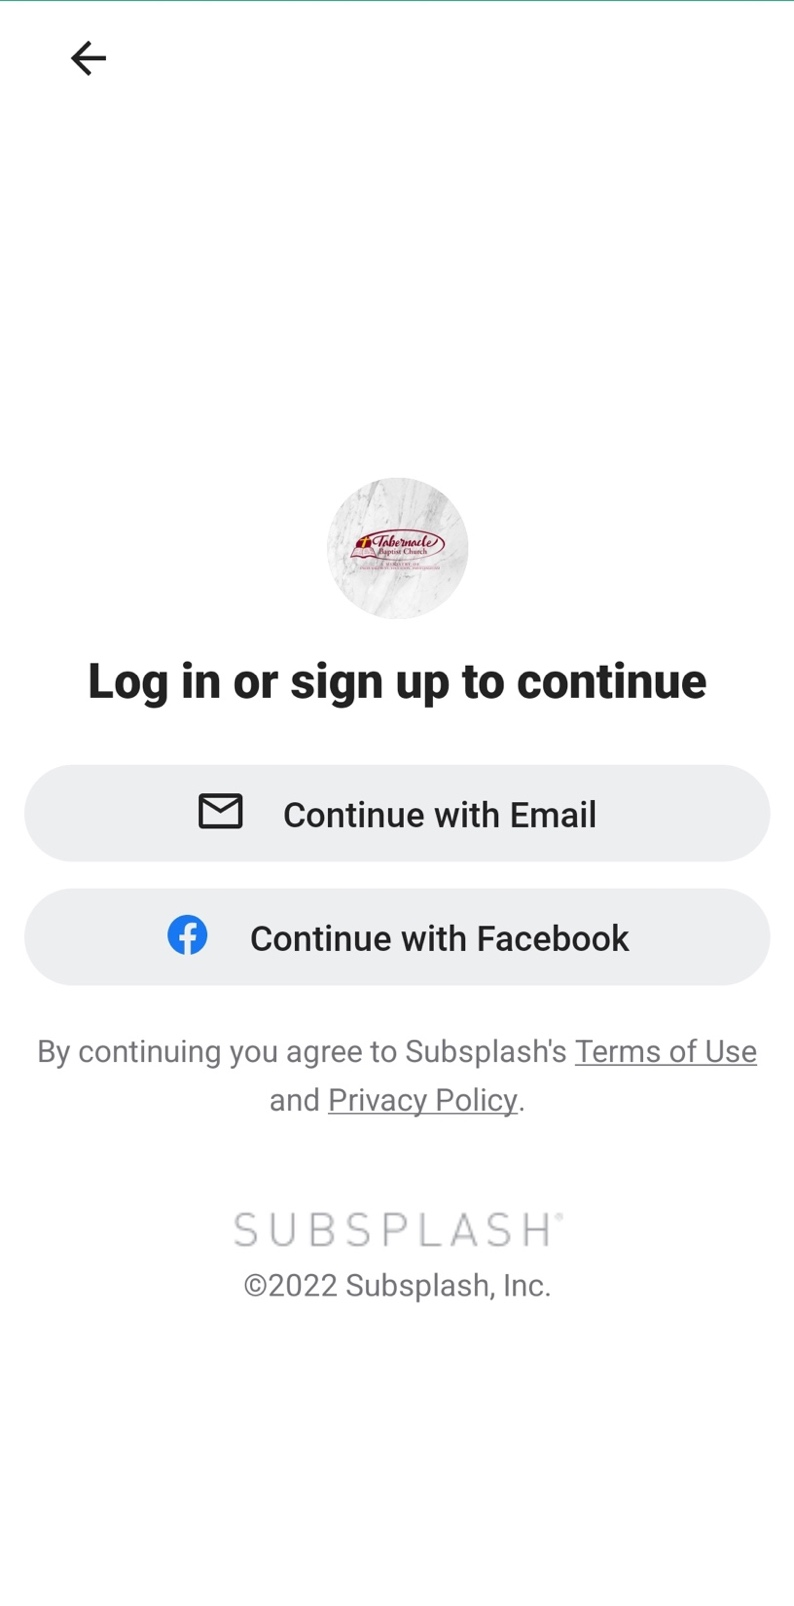 Tabernacle
Baptist Church
Log in or sign up to continue
Continue with Email
Continue with Facebook
By continuing you agree to Subsplash's Terms of Use
and Privacy Policy.
SUBSPLASH®
©2022 Subsplash, Inc.